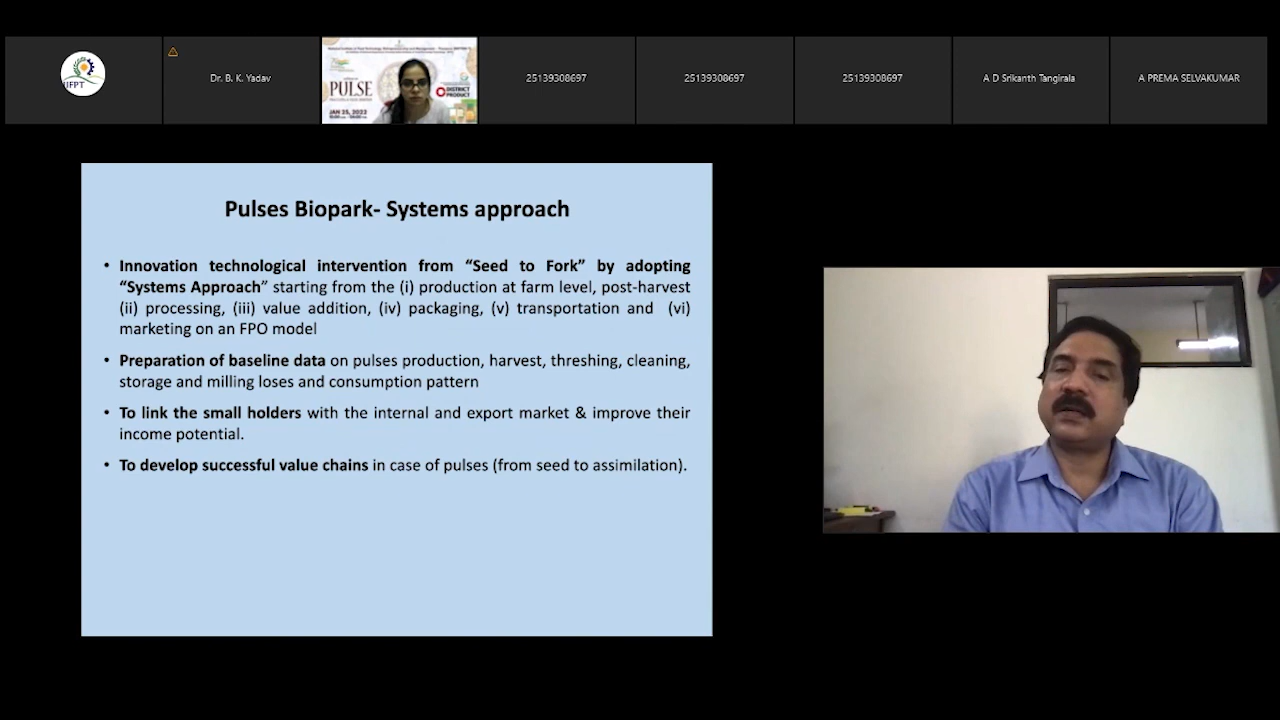 IIFPT
Dr. B. K. Yadav
PULSE
JAN 25, 2022
DISTRICT
PRODUCT
25139308697
25139308697
25139308697
A D Srikanth Tangirala
A HEMA SELVAKUMAR
Pulses Biopark- Systems approach
• Innovation technological intervention from “Seed to Fork” by adopting
“Systems Approach” starting from the (i) production at farm level, post-harvest
(ii) processing, (iii) value addition, (iv) packaging, (v) transportation and (vi)
marketing on an FPO model
• Preparation of baseline data on pulses production, harvest, threshing, cleaning,
storage and milling loses and consumption pattern
• To link the small holders with the internal and export market & improve their
income potential.
• To develop successful value chains in case of pulses (from seed to assimilation).